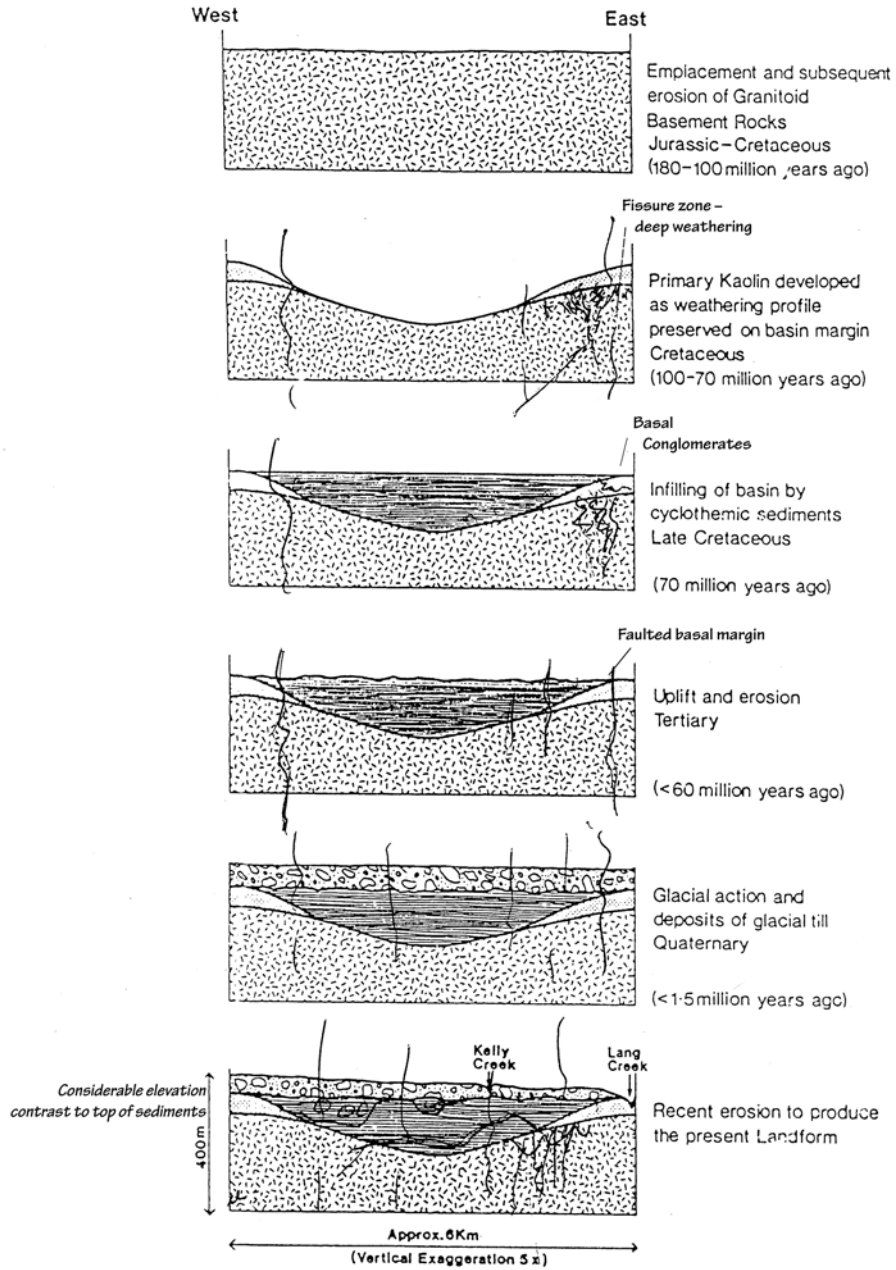 West
East
Emplacement and subsequent
erosion of Granitoid
Basement Rocks
Jurassic-Cretaceous
(180-100 million years ago)
Fissure zone -
deep weathering
Primary Kaolin developed
as weathering profile
preserved on basin margin
Cretaceous
(100-70 million years ago)
Basal
Conglomerates
Infilling of basin by
cyclothemic sediments
Late Cretaceous
(70 million years ago)
Faulted basal margin
Uplift and erosion
Tertiary
(<60 million years ago)
Glacial action and
deposits of glacial till
Quaternary
(<1·5 million years ago)
Kelly
Creek
Lang
Creek
Considerable elevation
contrast to top of sediments
400m
Recent erosion to produce
the present Landform
Approx. 6Km
(Vertical Exaggeration 5x)